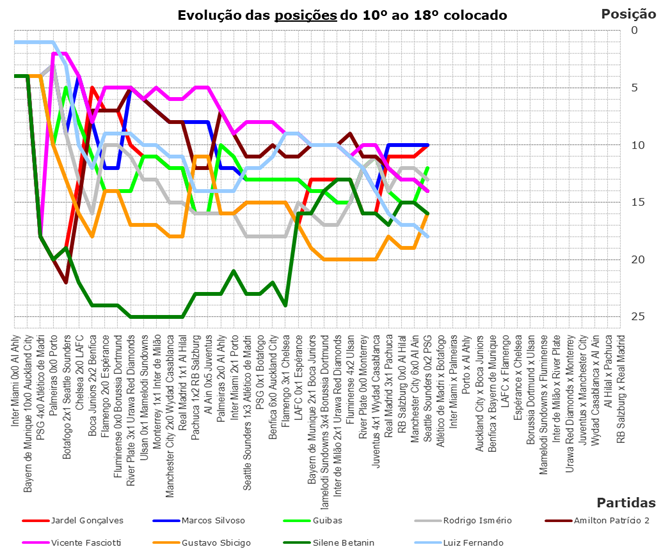 Evolução das posições do 10º ao 18º colocado
Posição
0
5
10
15
20
25
Inter Miami 0x0 Al Ahly
Bayern de Munique 10x0 Auckland City
PSG 4x0 Atlético de Madri
Palmeiras 0x0 Porto
Botafogo 2x1 Seattle Sounders
Chelsea 2x0 LAFC
Boca Juniors 2x2 Benfica
Flamengo 2x0 Espérance
Fluminense 0x0 Borussia Dortmund
River Plate 3x1 Urawa Red Diamonds
Ulsan 0x1 Mamelodi Sundowns
Monterrey 1x1 Inter de Milão
Manchester City 2x0 Wydad Casablanca
Real Madrid 1x1 Al Hilal
Pachuca 1x2 RB Salzburg
Al Ain 0x5 Juventus
Palmeiras 2x0 Al Ahly
Inter Miami 2x1 Porto
Seattle Sounders 1x3 Atlético de Madri
PSG 0x1 Botafogo
Benfica 6x0 Auckland City
Flamengo 3x1 Chelsea
LAFC 0x1 Espérance
Bayern de Munique 2x1 Boca Juniors
Iamelodi Sundowns 3x4 Borussia Dortmund
Inter de Milão 2x1 Urawa Red Diamonds
Fluminense 4x2 Ulsan
River Plate 0x0 Monterrey
Juventus 4x1 Wydad Casablanca
Real Madrid 3x1 Pachuca
RB Salzburg 0x0 Al Hilal
Manchester City 6x0 Al Ain
Seattle Sounders 0x2 PSG
Atlético de Madri x Botafogo
Inter Miami x Palmeiras
Porto x Al Ahly
Auckland City x Boca Juniors
Benfica x Bayern de Munique
LAFC x Flamengo
Espérance x Chelsea
Borussia Dortmund x Ulsan
Mamelodi Sundowns x Fluminense
Inter de Milão x River Plate
Urawa Red Diamonds x Monterrey
Juventus x Manchester City
Wydad Casablanca x Al Ain
Al Hilal x Pachuca
RB Salzburg x Real Madrid
Partidas
Jardel Gonçalves
Marcos Silvoso
Guibas
Rodrigo Ismério
Amilton Patrício 2
Vicente Fasciotti
Gustavo Sbicigo
Silene Betanin
Luiz Fernando